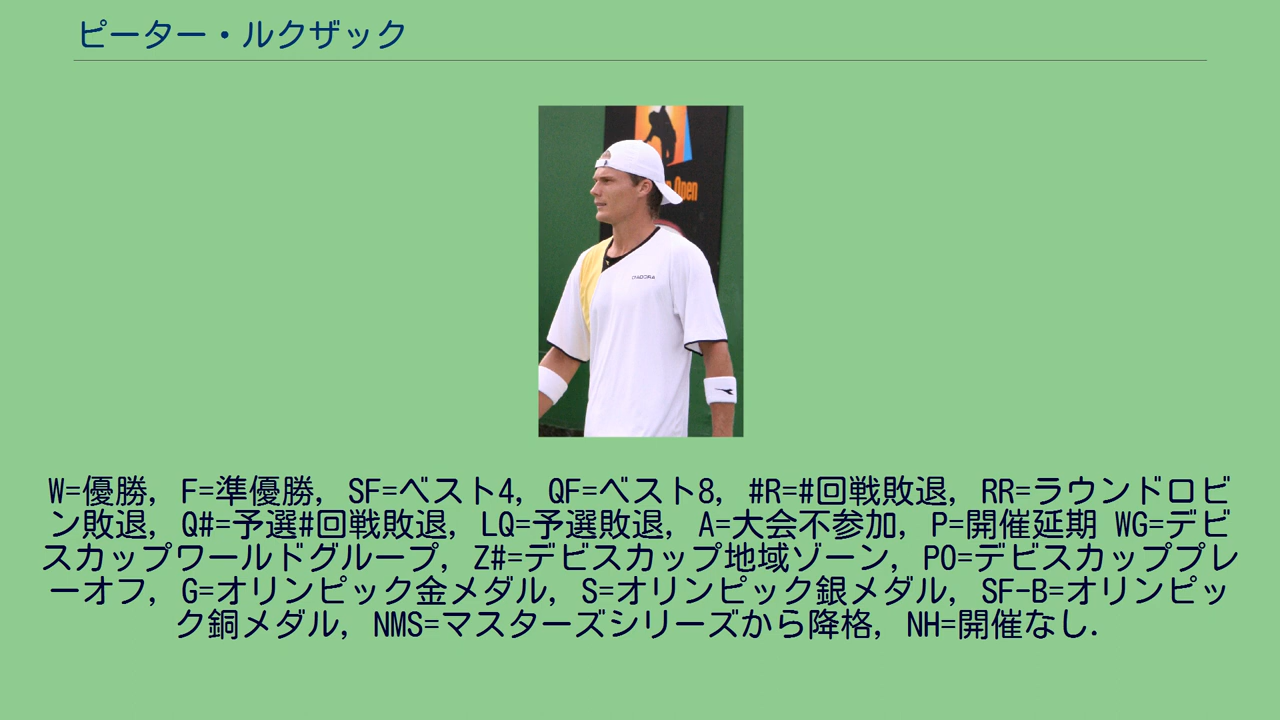 ピーター・ルクザック
Open
DIADORA
W=優勝, F=準優勝, SF=ベスト4, QF=ベスト8, #R=#回戦敗退, RR=ラウンドロビ
ン敗退, Q#=予選#回戦敗退, LQ=予選敗退, A=大会不参加, P=開催延期 WG=デビ
スカップワールドグループ, Z#=デビスカップ地域ゾーン, PO=デビスカッププレ
ーオフ, G=オリンピック金メダル, S=オリンピック銀メダル, SF-B=オリンピッ
ク銅メダル, NMS=マスターズシリーズから降格, NH=開催なし.